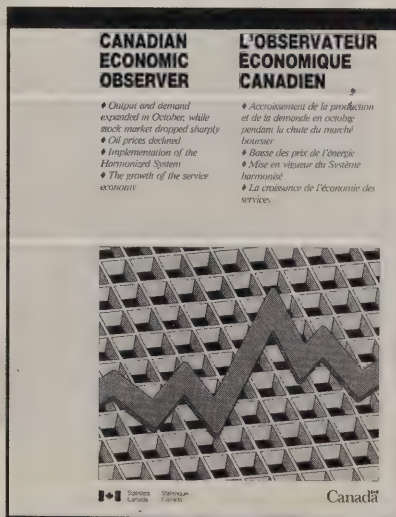 CANADIAN
ECONOMIC
OBSERVER
♦ Output and demand
expanded in October, while
stock market dropped sharply
♦ Oil prices declined
♦ Implementation of the
Harmonized System
♦ The growth of the service
economy
L'OBSERVATEUR
ÉCONOMIQUE
CANADIEN
♦ Accroissement de la production
et de la demande en octobre
pendant la chute du marché
boursier
♦ Baisse des prix de l'énergie
♦ Mise en vigueur du Système
harmonisé
♦ La croissance de l'économie des
services
Statistics
Canada
Statistique
Canada
Canada